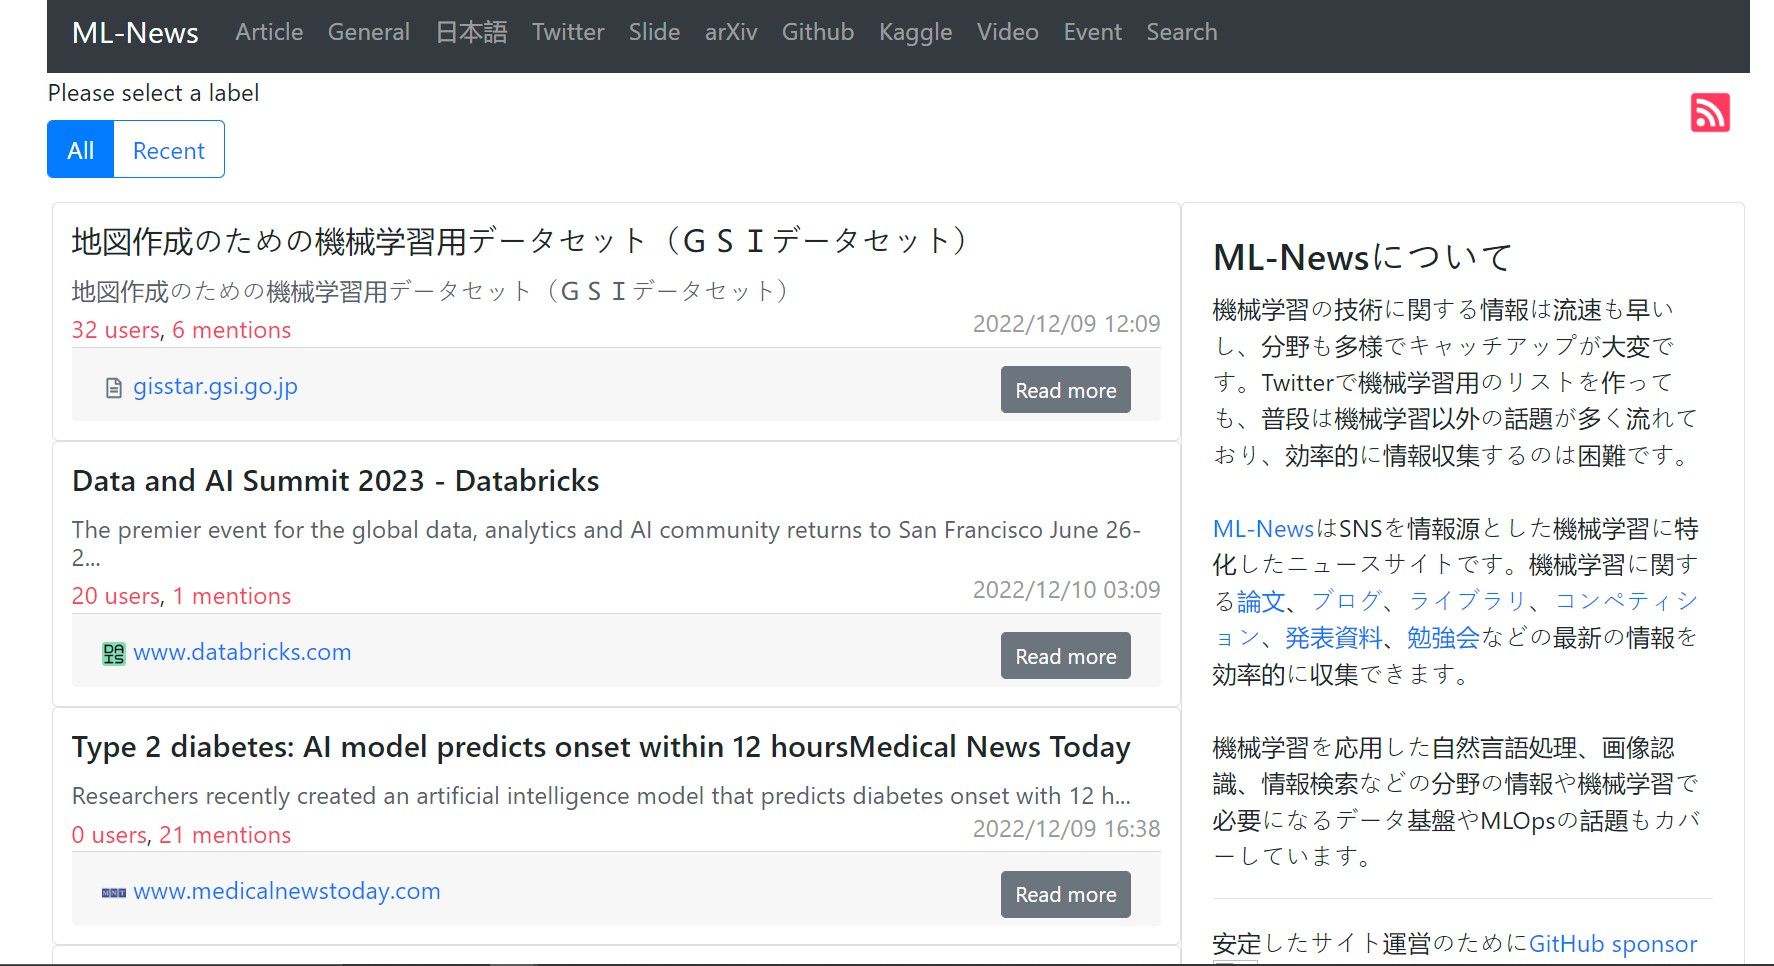 ML-News Article General 日本語 Twitter Slide arXiv Github Kaggle Video Event Search
Please select a label
All Recent
地図作成のための機械学習用データセット（ＧＳＩデータセット）
地図作成のための機械学習用データセット（ＧＳＩデータセット）
32 users, 6 mentions
2022/12/09 12:09
gisstar.gsi.go.jp
Read more
Data and AI Summit 2023 - Databricks
The premier event for the global data, analytics and AI community returns to San Francisco June 26-
2...
20 users, 1 mentions
2022/12/10 03:09
DA
IS
www.databricks.com
Read more
Type 2 diabetes: AI model predicts onset within 12 hoursMedical News Today
Researchers recently created an artificial intelligence model that predicts diabetes onset with 12 h...
0 users, 21 mentions
2022/12/09 16:38
MNT
www.medicalnewstoday.com
Read more
ML-Newsについて
機械学習の技術に関する情報は流速も早い
し、分野も多様でキャッチアップが大変で
す。Twitterで機械学習用のリストを作って
も、普段は機械学習以外の話題が多く流れて
おり、効率的に情報収集するのは困難です。
ML-NewsはSNSを情報源とした機械学習に特
化したニュースサイトです。機械学習に関す
る論文、ブログ、ライブラリ、コンペティシ
ョン、発表資料、勉強会などの最新の情報を
効率的に収集できます。
機械学習を応用した自然言語処理、画像認
識、情報検索などの分野の情報や機械学習で
必要になるデータ基盤やMLOpsの話題もカバ
ーしています。
安定したサイト運営のためにGitHub sponsor